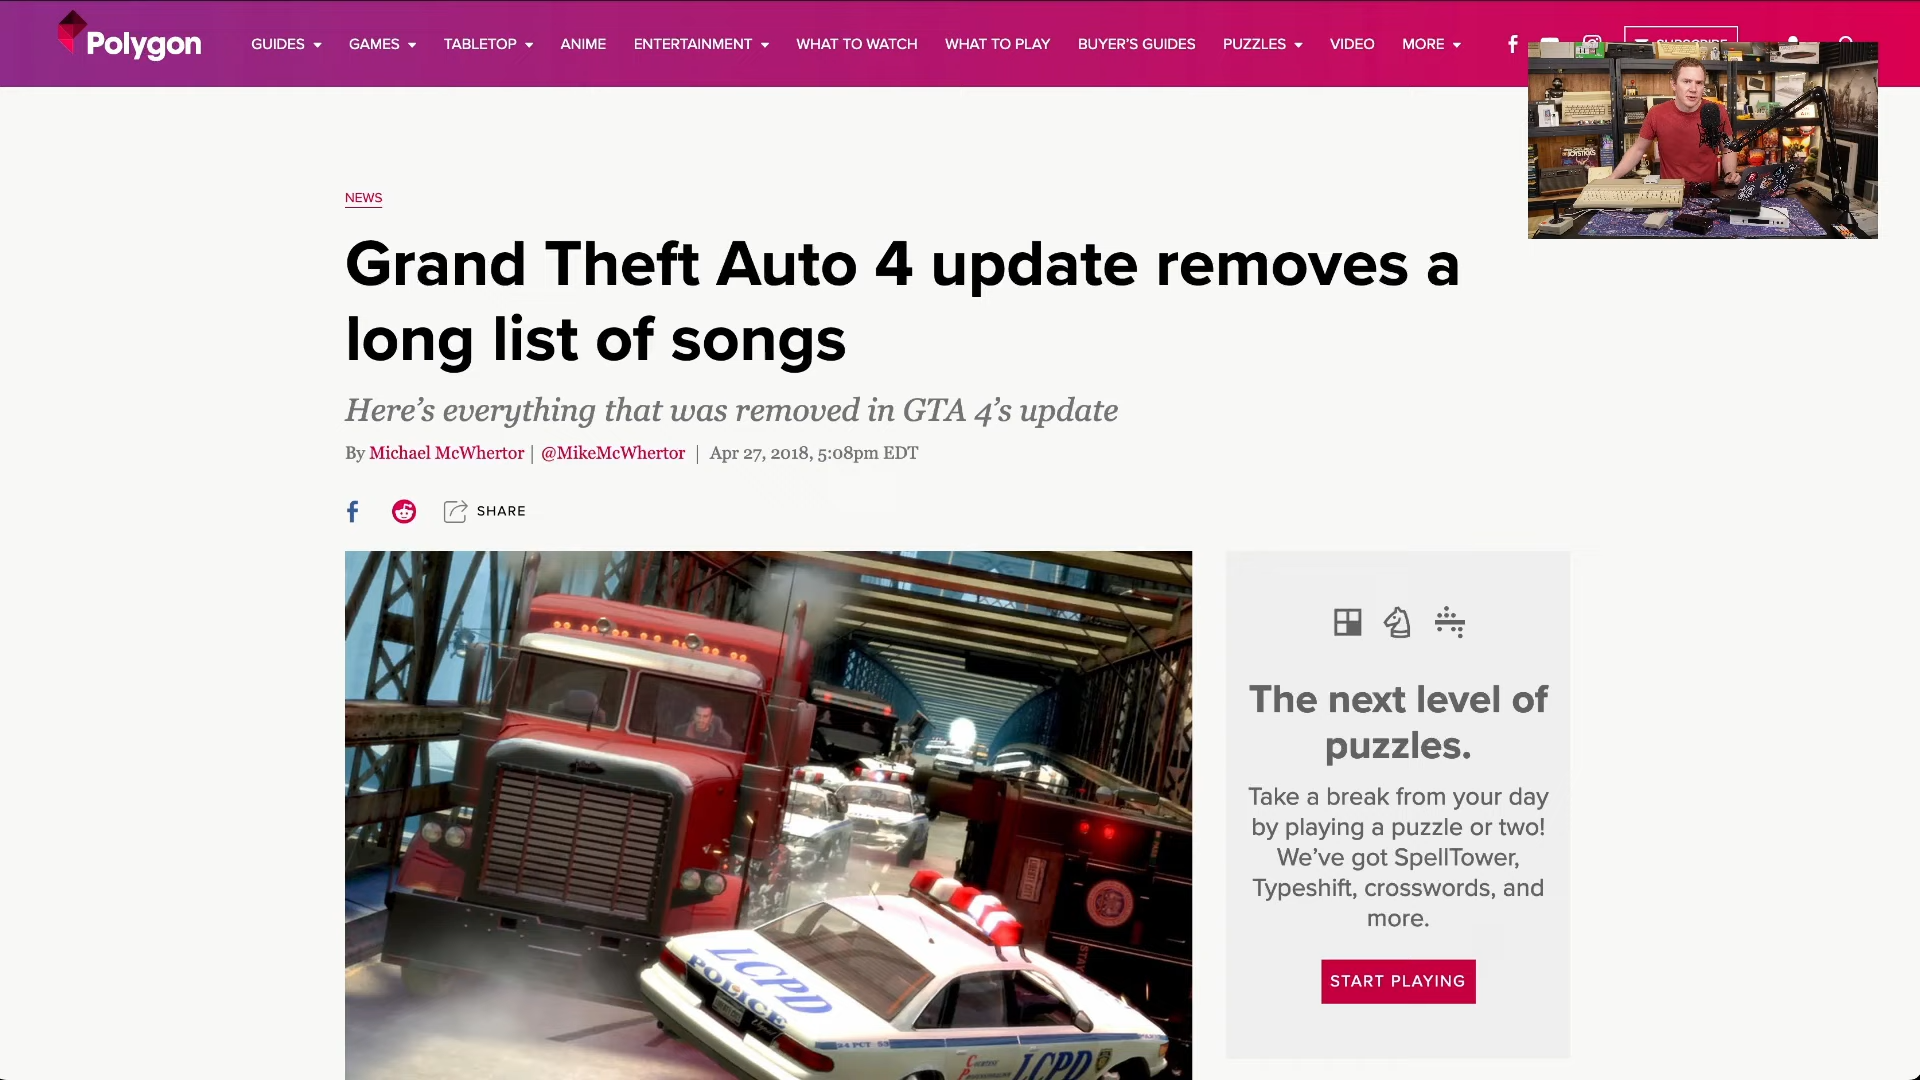 Polygon
GUIDES
GAMES
TABLETOP
ANIME
ENTERTAINMENT
WHAT TO WATCH
WHAT TO PLAY
BUYER’S GUIDES
PUZZLES
VIDEO
MORE
SUBSCRIBE
NEWS
Grand Theft Auto 4 update removes a
long list of songs
Here’s everything that was removed in GTA 4’s update
By Michael McWhertor | @MikeMcWhertor | Apr 27, 2018, 5:08pm EDT
SHARE
LCPD
POLICE
LCPD
The next level of
puzzles.
Take a break from your day
by playing a puzzle or two!
We’ve got SpellTower,
Typeshift, crosswords, and
more.
START PLAYING